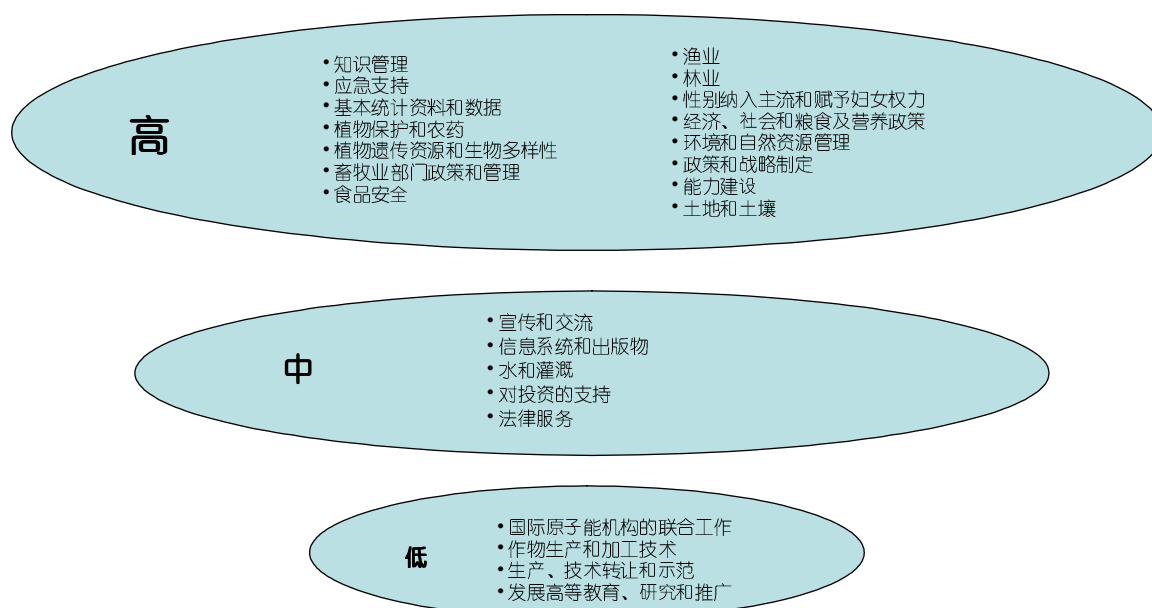 高
•知识管理
•应急支持
•基本统计资料和数据
•植物保护和农药
•植物遗传资源和生物多样性
•畜牧业部门政策和管理
•食品安全
•渔业
•林业
•性别纳入主流和赋予妇女权力
•经济、社会和粮食及营养政策
•环境和自然资源管理
•政策和战略制定
•能力建设
•土地和土壤
中
•宣传和交流
•信息系统和出版物
•水和灌溉
•对投资的支持
•法律服务
低
•国际原子能机构的联合工作
•作物生产和加工技术
•生产、技术转让和示范
•发展高等教育、研究和推广